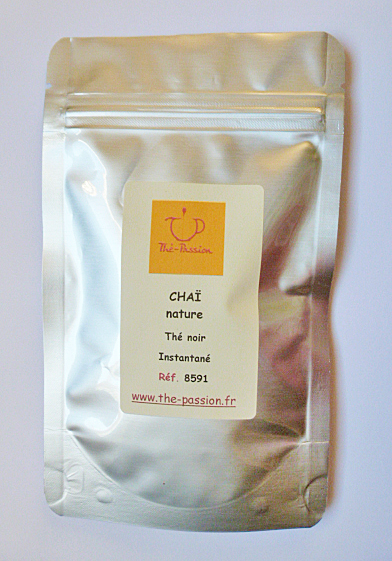 Thé-Passion
CHAÏ
nature
Thé noir
Instantané
Réf. 8591
www.the-passion.fr